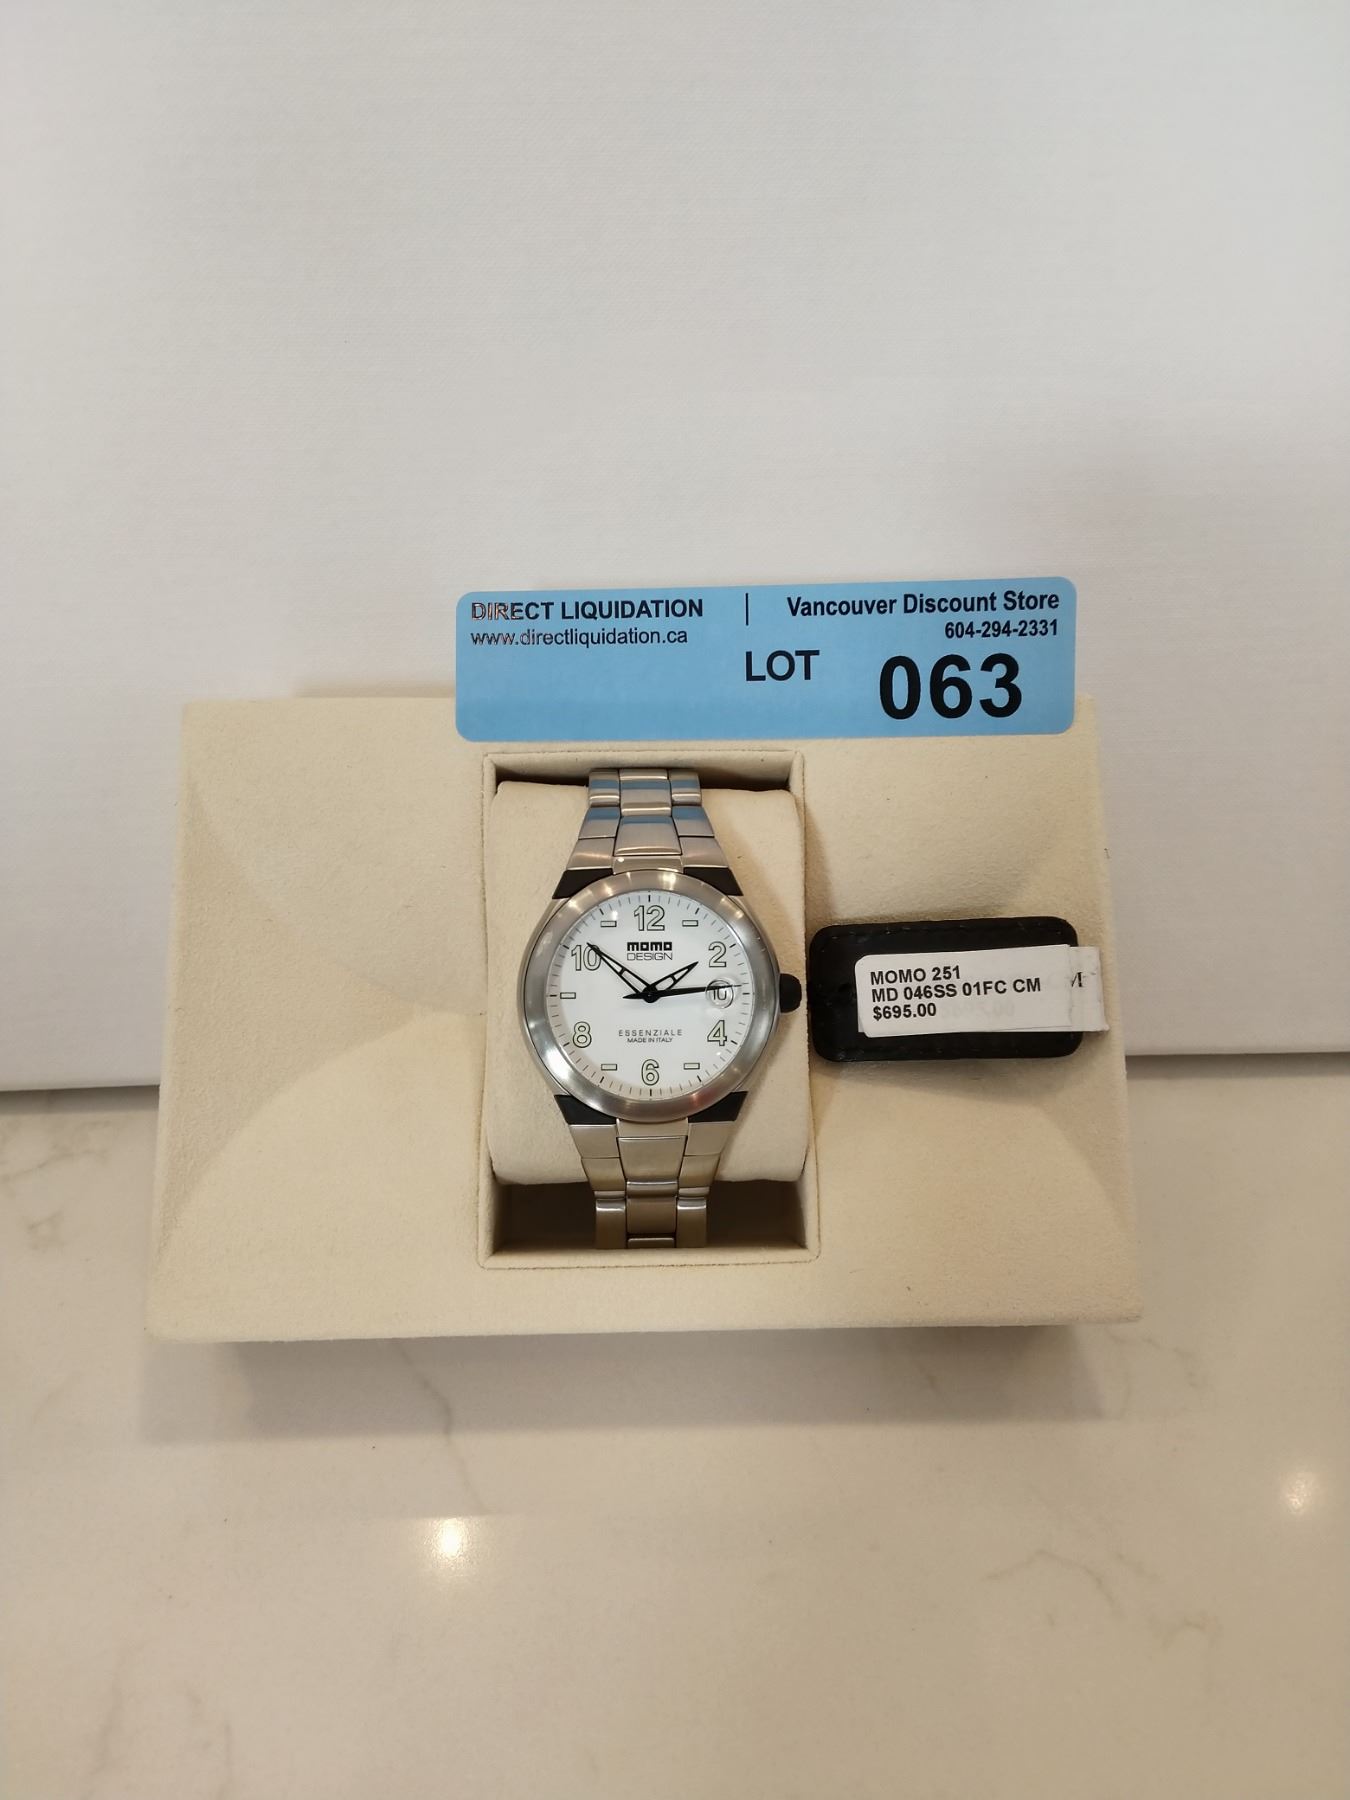 DIRECT LIQUIDATION | Vancouver Discount Store
www.directliquidation.ca 604-294-2331
LOT 063
12
momo
DESIGN
10 2
10
ESSENZIALE
MADE IN ITALY
8 4
6
MOMO 251
MD 046SS 01FC CM
$695.00
M